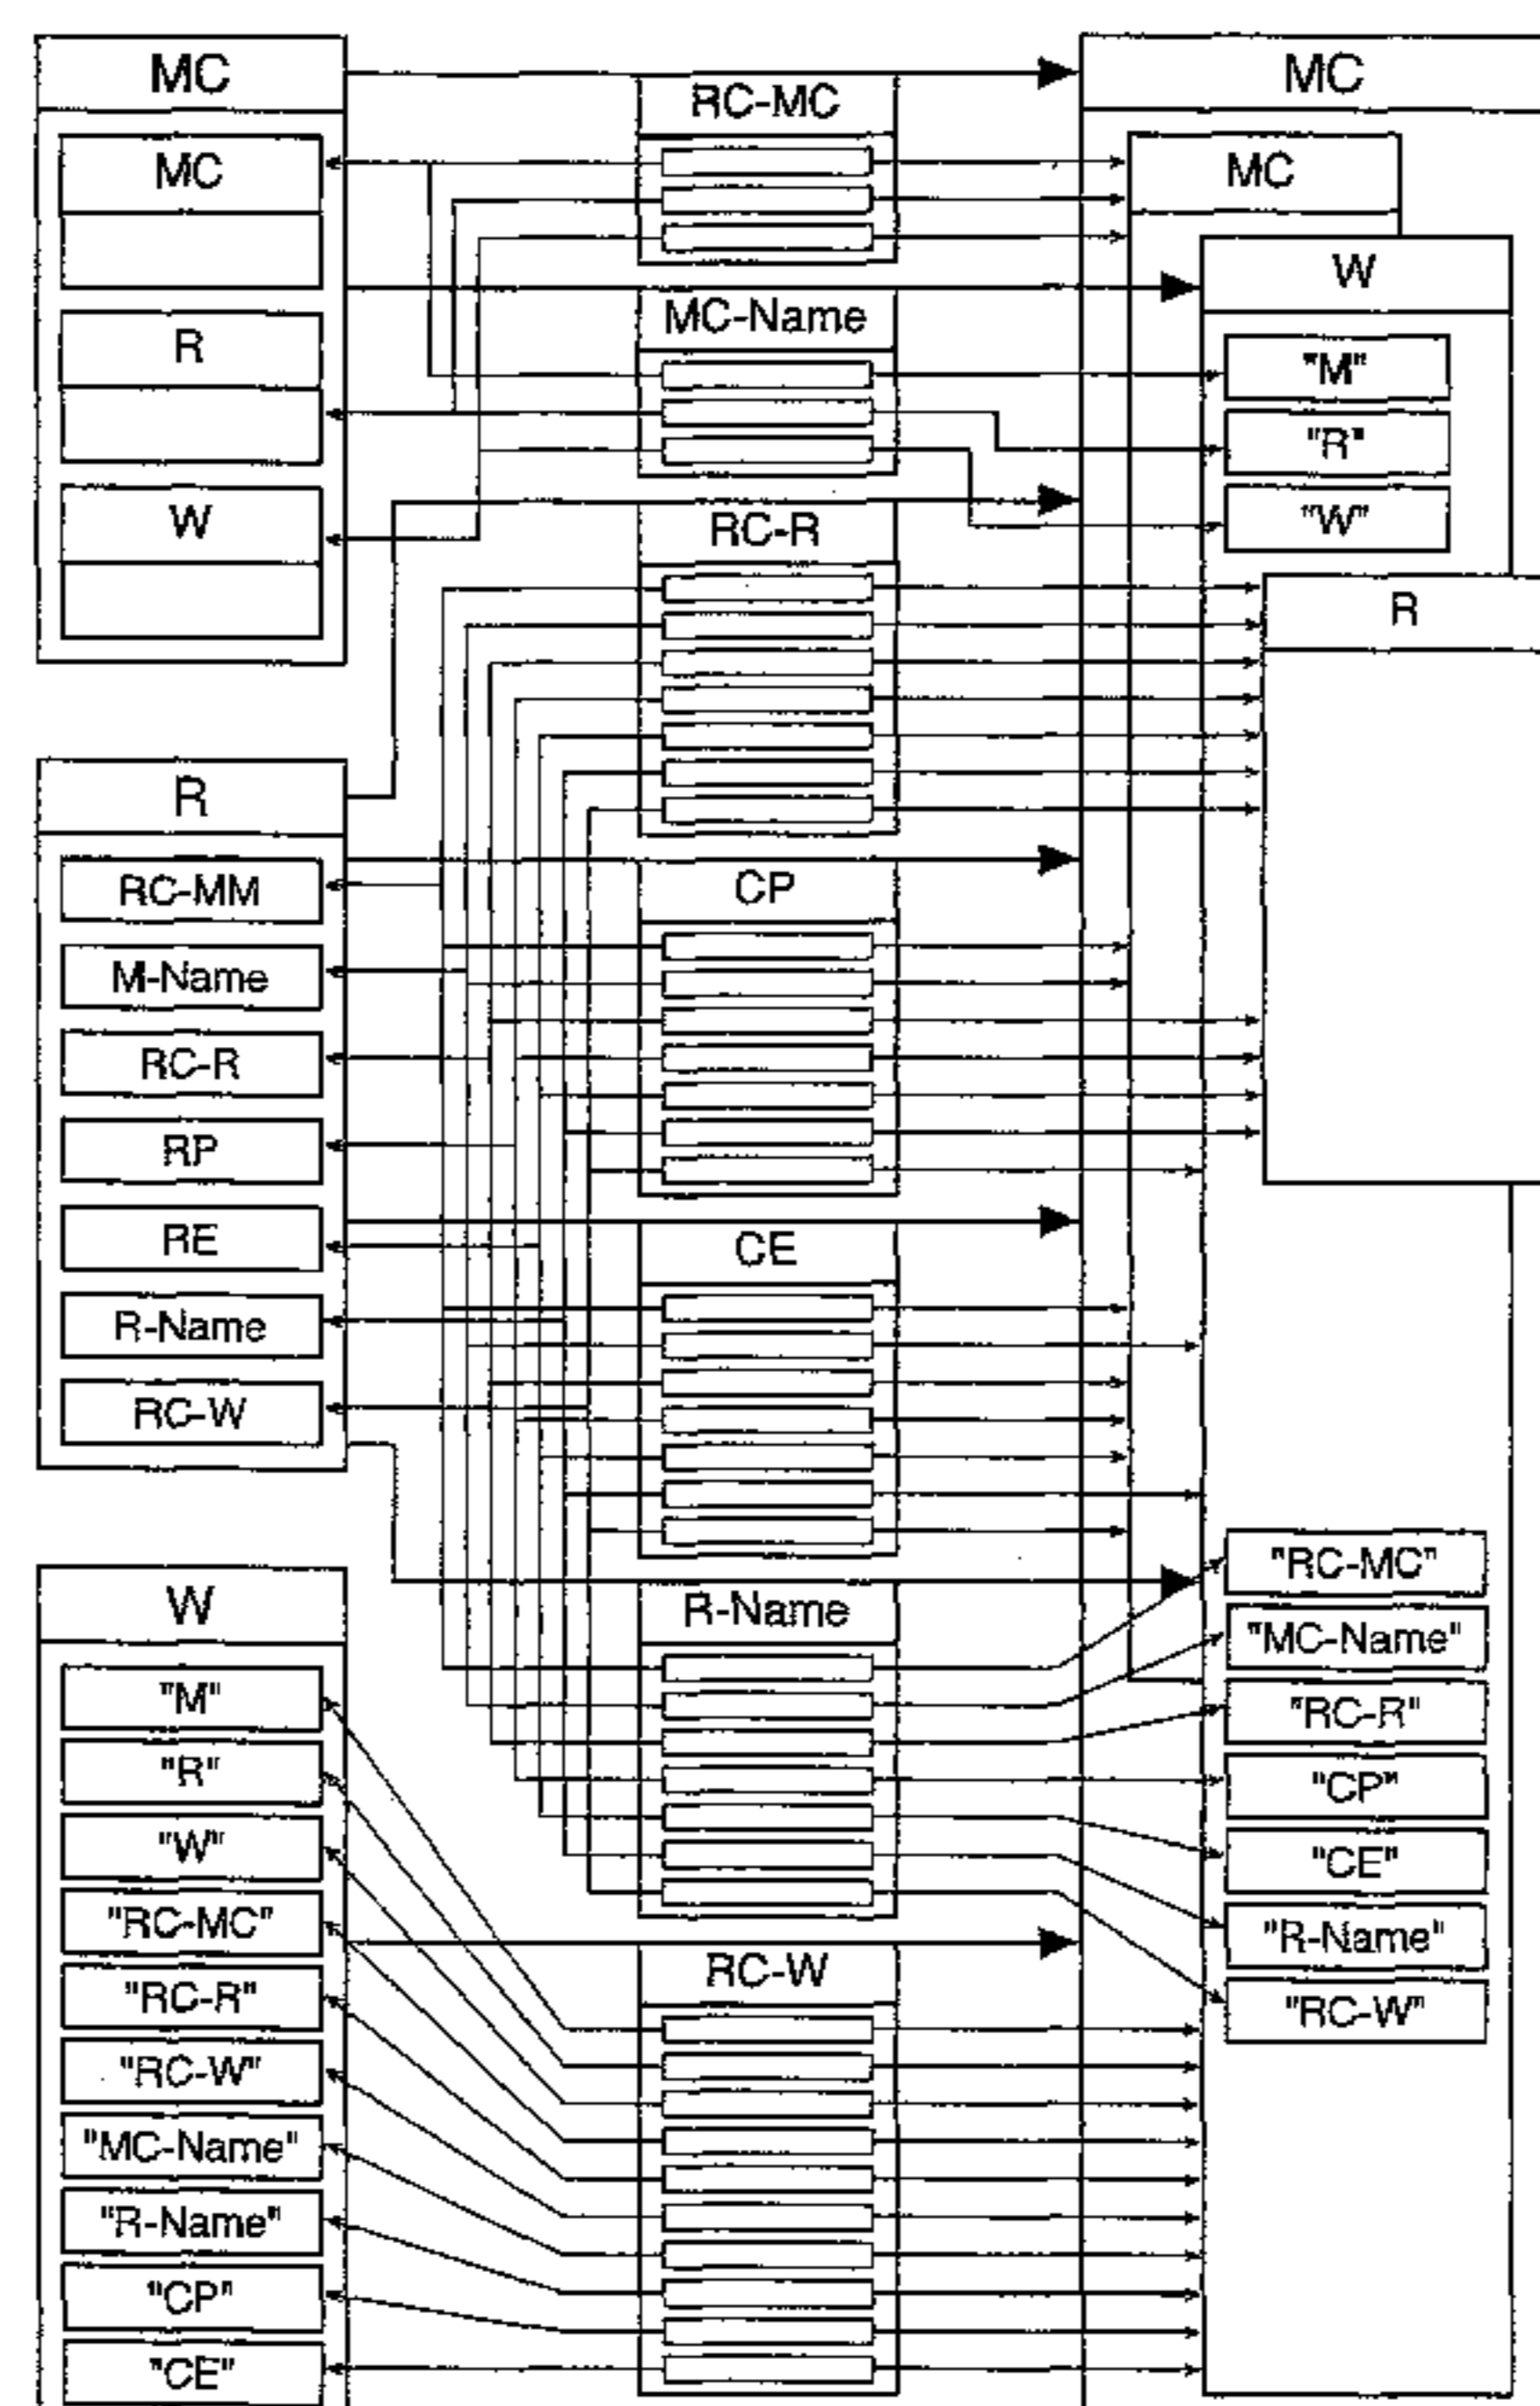 MC
MC
R
W
R
RC-MM
M-Name
RC-R
RP
RE
R-Name
RC-W
W
"M"
"R"
"W"
"RC-MC"
"RC-R"
"RC-W"
"MC-Name"
"R-Name"
"CP"
"CE"
RC-MC
MC-Name
RC-R
CP
CE
R-Name
RC-W
MC
MC
W
"M"
"R"
"W"
R
"RC-MC"
"MC-Name"
"RC-R"
"CP"
"CE"
"R-Name"
"RC-W"